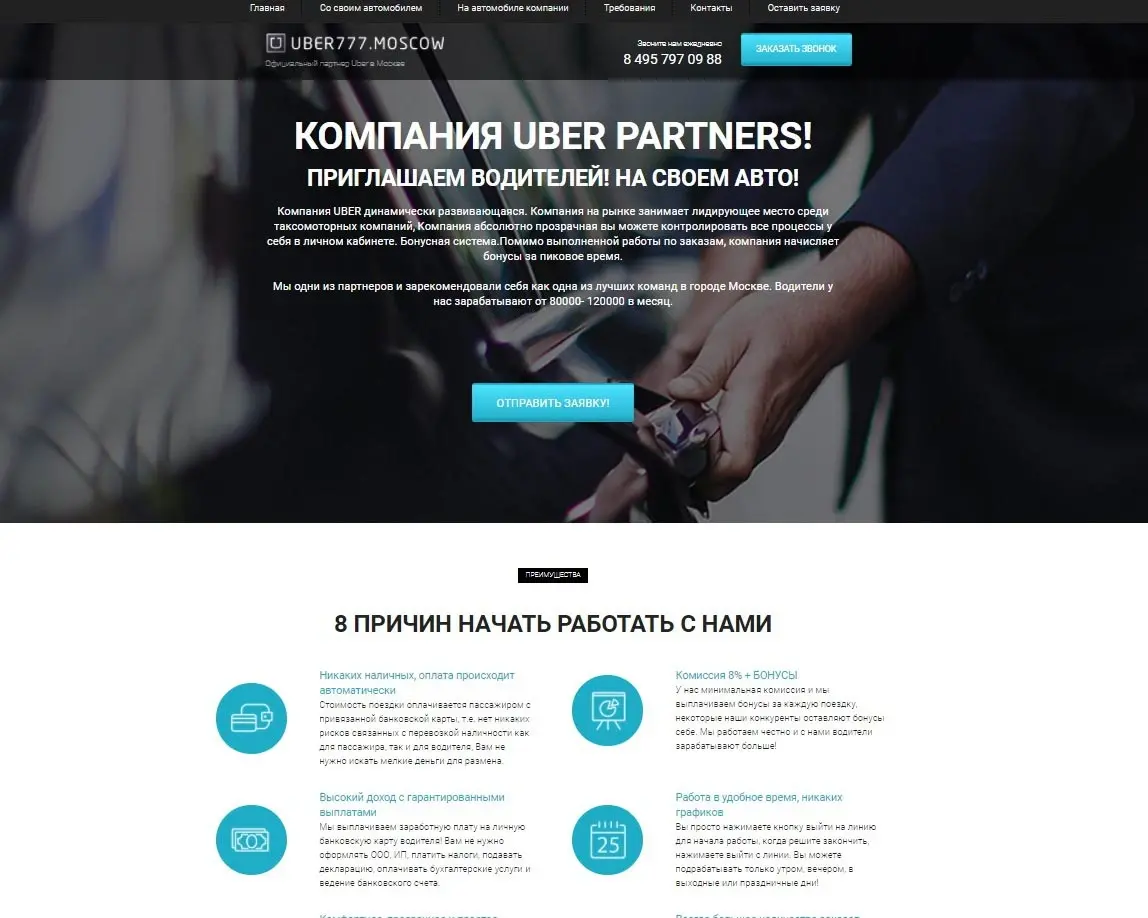 Главная Со своим автомобилем На автомобиле компании Требования Контакты Оставить заявку
UBER777.MOSCOW
Официальный партнер Uber в Москве
Звоните нам ежедневно
8 495 797 09 88
ЗАКАЗАТЬ ЗВОНОК
КОМПАНИЯ UBER PARTNERS!
ПРИГЛАШАЕМ ВОДИТЕЛЕЙ! НА СВОЕМ АВТО!
Компания UBER динамически развивающаяся. Компания на рынке занимает лидирующее место среди
таксомоторных компаний, Компания абсолютно прозрачная вы можете контролировать все процессы у
себя в личном кабинете. Бонусная система.Помимо выполненной работы по заказам, компания начисляет
бонусы за пиковое время.
Мы одни из партнеров и зарекомендовали себя как одна из лучших команд в городе Москве. Водители у
нас зарабатывают от 80000- 120000 в месяц.
ОТПРАВИТЬ ЗАЯВКУ!
ПРЕИМУЩЕСТВА
8 ПРИЧИН НАЧАТЬ РАБОТАТЬ С НАМИ
Никаких наличных, оплата происходит
автоматически
Стоимость поездки оплачивается пассажиром с
привязанной банковской карты, т.е. нет никаких
рисков связанных с перевозкой наличности как
для пассажира, так и для водителя, Вам не
нужно искать мелкие деньги для размена.
Комиссия 8% + БОНУСЫ
У нас минимальная комиссия и мы
выплачиваем бонусы за каждую поездку,
некоторые наши конкуренты оставляют бонусы
себе. Мы работаем честно и с нами водители
зарабатывают больше!
Высокий доход с гарантированными
выплатами
Мы выплачиваем заработную плату на личную
банковскую карту водителя! Вам не нужно
оформлять ООО, ИП, платить налоги, подавать
декларацию, оплачивать бухгалтерские услуги и
ведение банковского счета.
25
Работа в удобное время, никаких
графиков
Вы просто нажимаете кнопку выйти на линию
для начала работы, когда решите закончить,
нажимаете выйти с линии. Вы можете
подрабатывать только утром, вечером, в
выходные или праздничные дни!